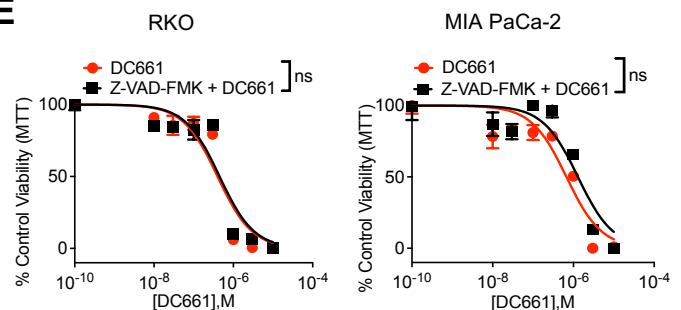 E
RKO
DC661
Z-VAD-FMK + DC661
ns
% Control Viability (MTT)
100
50
0
10-10
10-8
10-6
10-4
[DC661],M
MIA PaCa-2
DC661
Z-VAD-FMK + DC661
ns
% Control Viability (MTT)
100
50
0
10-10
10-8
10-6
10-4
[DC661],M